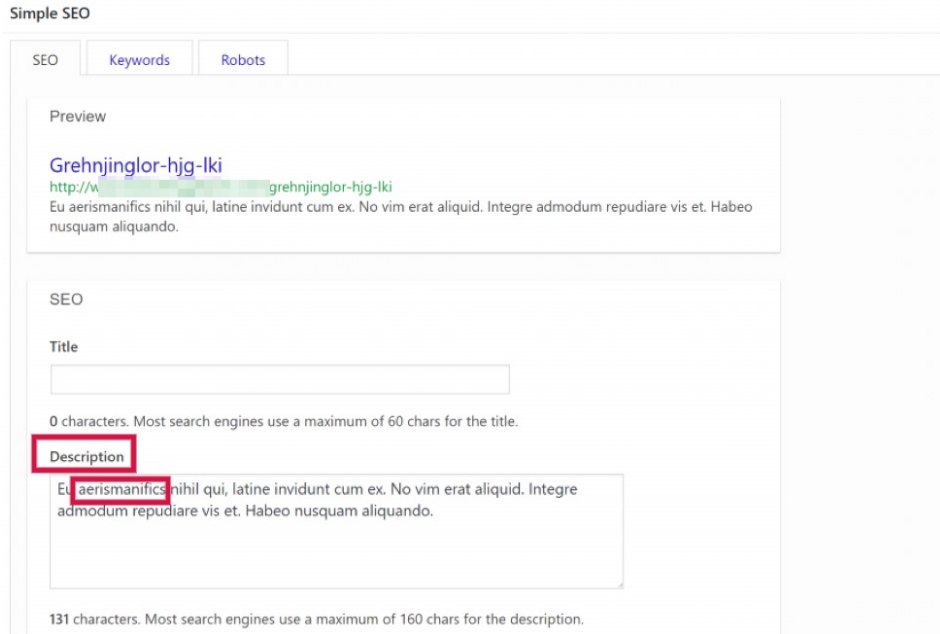 Simple SEO
SEO Keywords Robots
Preview
Grehnjinglor-hjg-lki
http://w grehnjinglor-hjg-lki
Eu aerismanifics nihil qui, latine invidunt cum ex. No vim erat aliquid. Integre admodum repudiare vis et. Habeo
nusquam aliquando.
SEO
Title
0 characters. Most search engines use a maximum of 60 chars for the title.
Description
Eu aerismanifics nihil qui, latine invidunt cum ex. No vim erat aliquid. Integre
admodum repudiare vis et. Habeo nusquam aliquando.
131 characters. Most search engines use a maximum of 160 chars for the description.